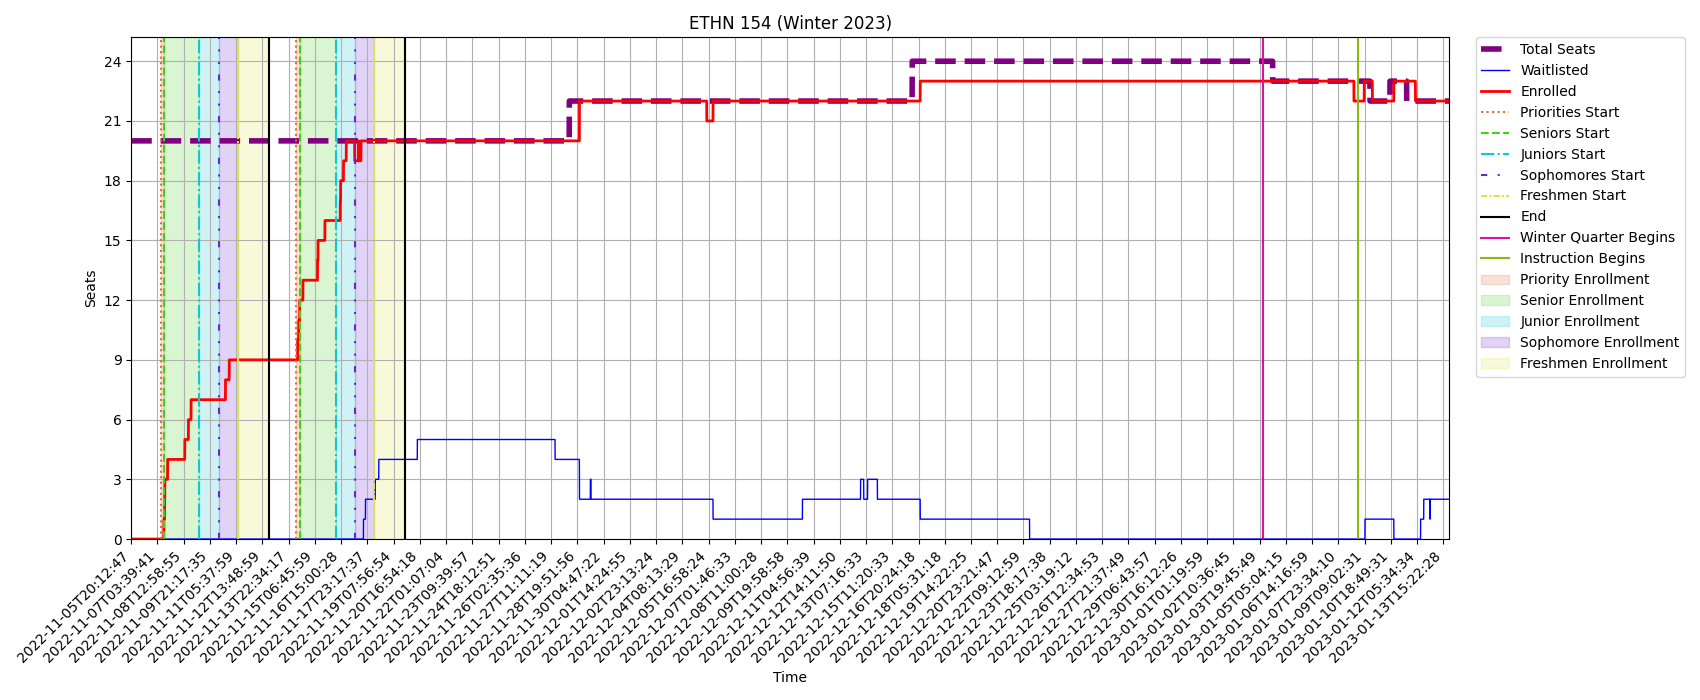 ETHN 154 (Winter 2023)
Seats
24
21
18
15
12
9
6
3
0
2022-11-05T20:12:47
2022-11-07T03:39:41
2022-11-08T12:58:55
2022-11-09T21:17:35
2022-11-11T05:37:59
2022-11-12T13:48:59
2022-11-13T22:34:17
2022-11-15T06:45:59
2022-11-16T15:00:28
2022-11-17T23:17:37
2022-11-19T07:56:54
2022-11-20T16:54:18
2022-11-22T01:07:04
2022-11-23T09:39:57
2022-11-24T18:12:51
2022-11-26T02:35:36
2022-11-27T11:11:19
2022-11-28T19:51:56
2022-11-30T04:47:22
2022-12-01T14:24:55
2022-12-02T23:13:24
2022-12-04T08:13:29
2022-12-05T16:58:24
2022-12-07T01:46:33
2022-12-08T11:00:28
2022-12-09T19:58:58
2022-12-11T04:56:39
2022-12-12T14:11:50
2022-12-13T07:16:33
2022-12-15T11:20:33
2022-12-16T20:24:18
2022-12-18T05:31:18
2022-12-19T14:22:25
2022-12-20T23:21:47
2022-12-22T09:12:59
2022-12-23T18:17:38
2022-12-25T03:19:12
2022-12-26T12:34:53
2022-12-27T21:37:49
2022-12-29T06:43:57
2022-12-30T16:12:26
2023-01-01T01:19:59
2023-01-02T10:36:45
2023-01-03T19:45:49
2023-01-05T05:04:15
2023-01-06T14:16:59
2023-01-07T23:34:10
2023-01-09T09:02:31
2023-01-10T18:49:31
2023-01-12T05:34:34
2023-01-13T15:22:28
Time
Total Seats
Waitlisted
Enrolled
Priorities Start
Seniors Start
Juniors Start
Sophomores Start
Freshmen Start
End
Winter Quarter Begins
Instruction Begins
Priority Enrollment
Senior Enrollment
Junior Enrollment
Sophomore Enrollment
Freshmen Enrollment